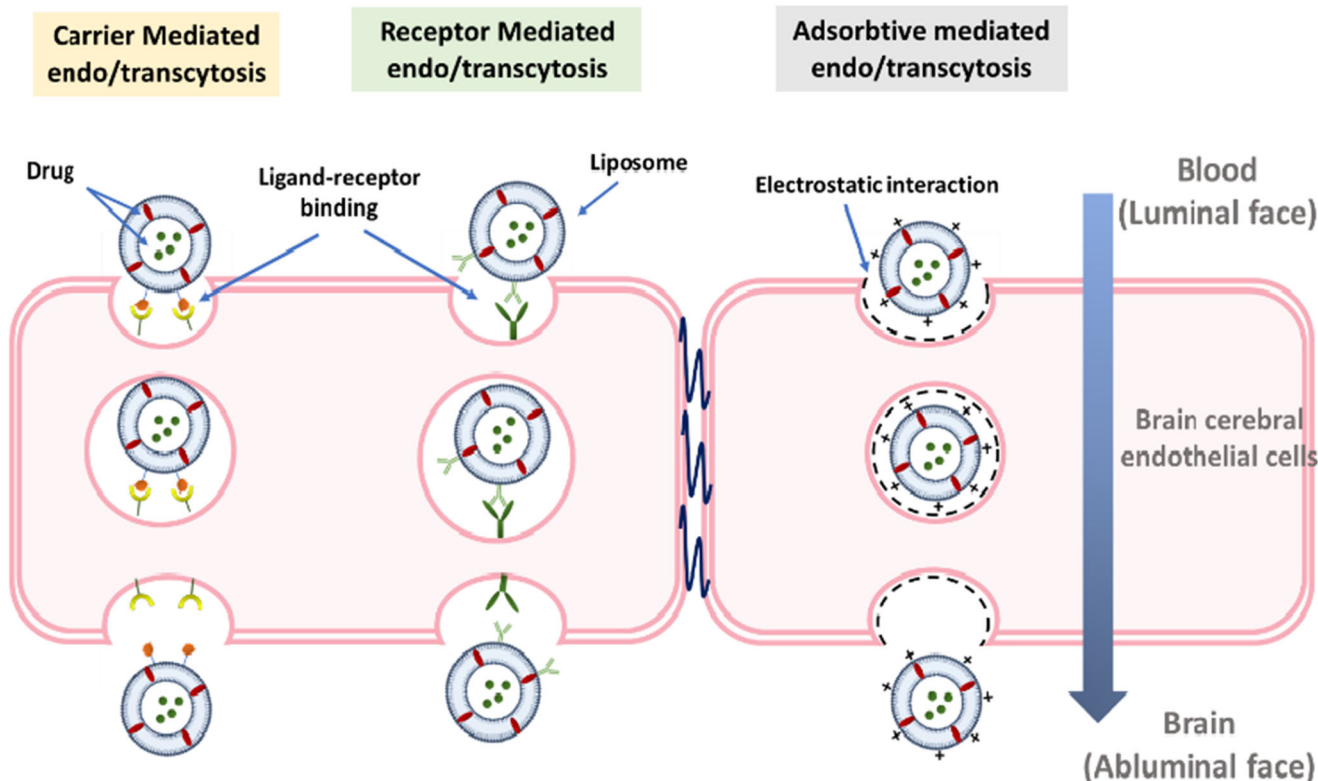 Carrier Mediated
endo/transcytosis
Receptor Mediated
endo/transcytosis
Adsorbtive mediated
endo/transcytosis
Drug
Ligand-receptor
binding
Liposome
Electrostatic interaction
Blood
(Luminal face)
Brain cerebral
endothelial cells
Brain
(Abluminal face)